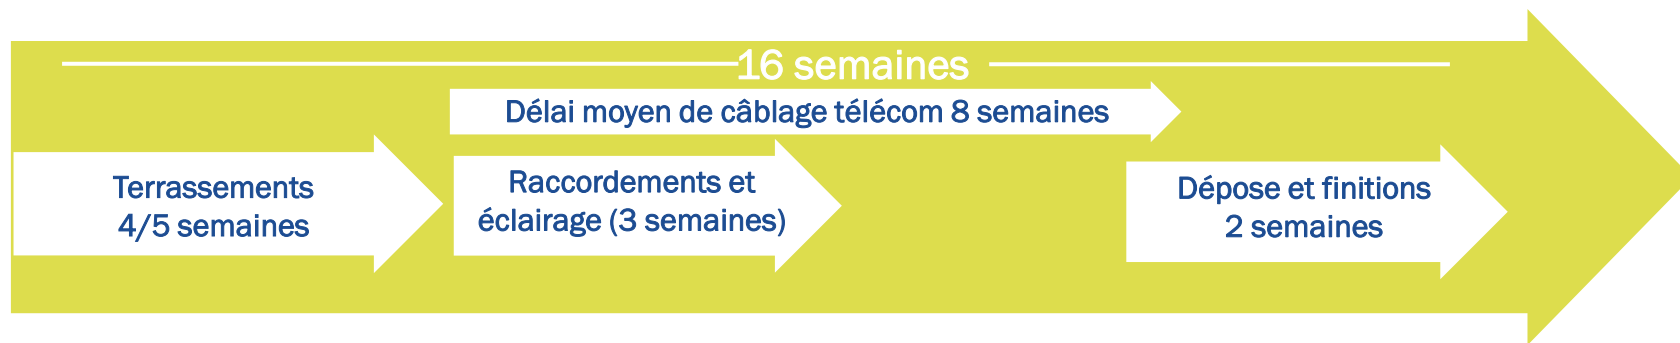 16 semaines
Délai moyen de câblage télécom 8 semaines
Terrassements
4/5 semaines
Raccordements et
éclairage (3 semaines)
Dépose et finitions
2 semaines